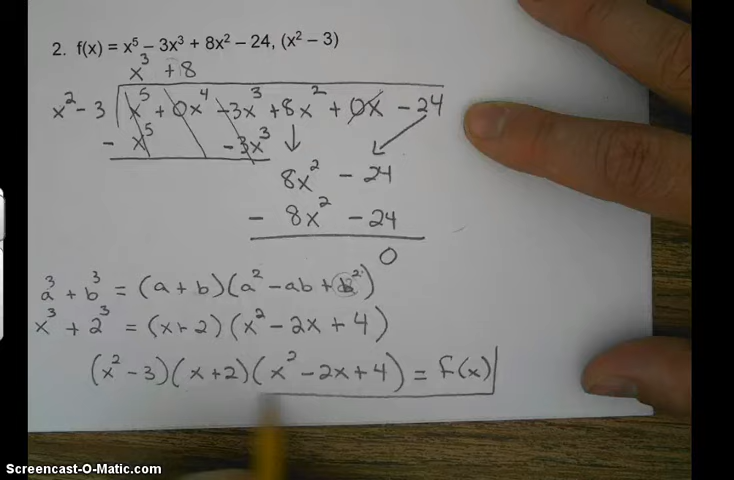 2. f(x) = x⁵ – 3x³ + 8x² – 24, (x² – 3)
x³ + 8
x² - 3 x⁵ + 0x⁴ - 3x³ + 8x² + 0x - 24
- x⁵ - 3x³
8x² - 24
- 8x² - 24
0
a³ + b³ = (a + b)(a² - ab + b²)
x³ + 2³ = (x + 2)(x² - 2x + 4)
(x² - 3)(x + 2)(x² - 2x + 4) = f(x)
Screencast-O-Matic.com